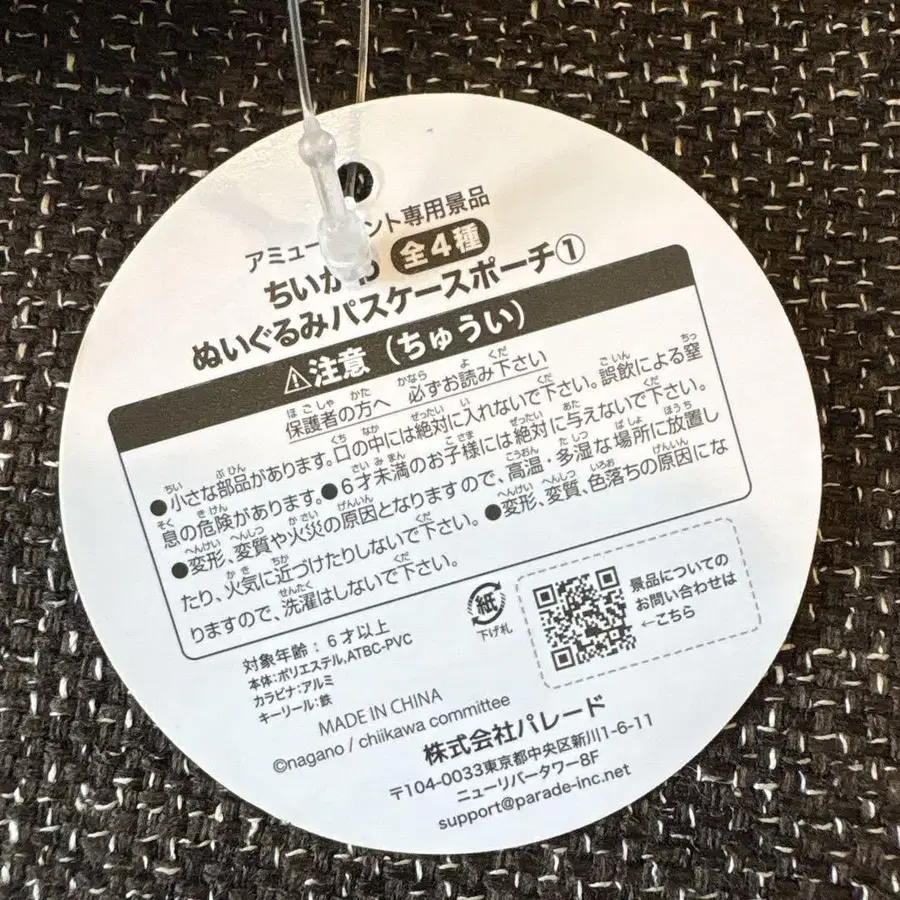 アミュー ント専用景品
ちいかわ 全4種
ぬいぐるみパスケースポーチ①
⚠注意（ちゅうい）
保護者の方へ 必ずお読み下さい
●小さな部品があります。口の中には絶対に入れないで下さい。誤飲による窒
息の危険があります。●6才未満のお子様には絶対に与えないで下さい。
●変形、変質や火災の原因となりますので、高温・多湿な場所に放置し
たり、火気に近づけたりしないで下さい。●変形、変質、色落ちの原因にな
りますので、洗濯はしないで下さい。
対象年齢：6才以上
本体:ポリエステル,ATBC-PVC
カラビナ:アルミ
キーリール:鉄
紙
下げ札
景品についての
お問い合わせは
←こちら
MADE IN CHINA
©nagano / chiikawa committee
株式会社パレード
〒104-0033東京都中央区新川1-6-11
ニューリバータワー8F
support@parade-inc.net